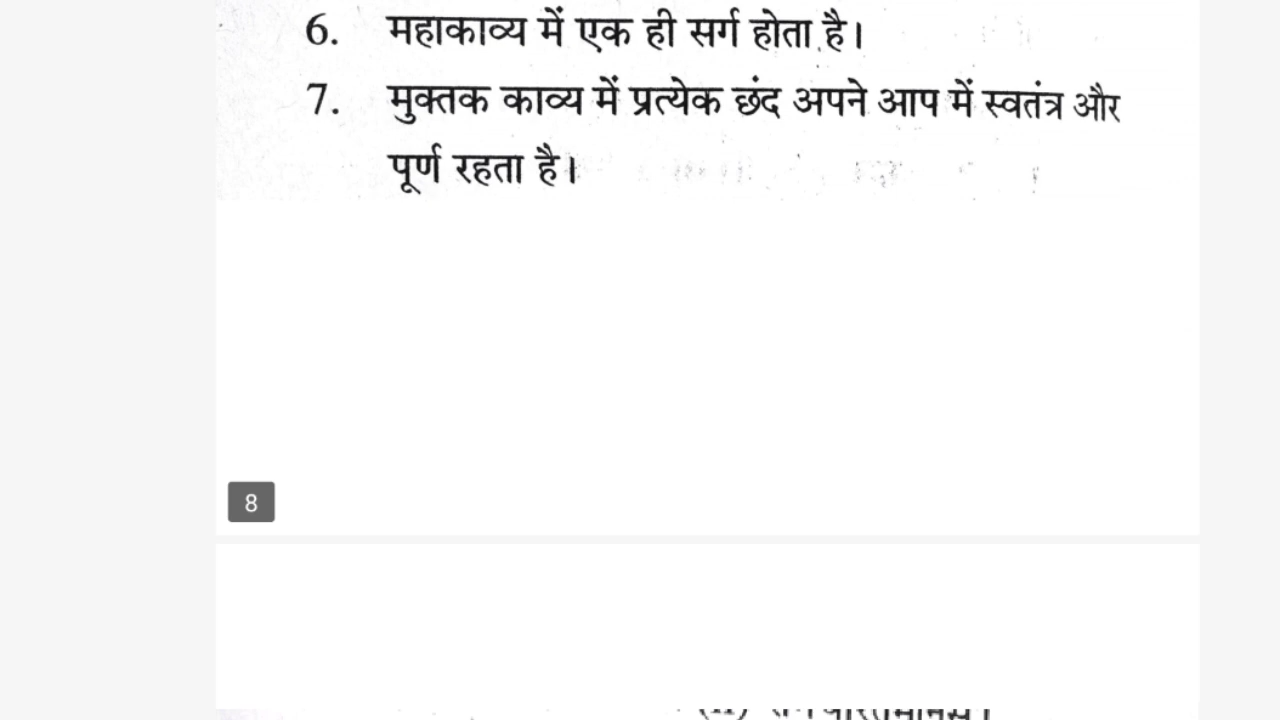 6. महाकाव्य में एक ही सर्ग होता है।
7. मुक्तक काव्य में प्रत्येक छंद अपने आप में स्वतंत्र और
पूर्ण रहता है।
8